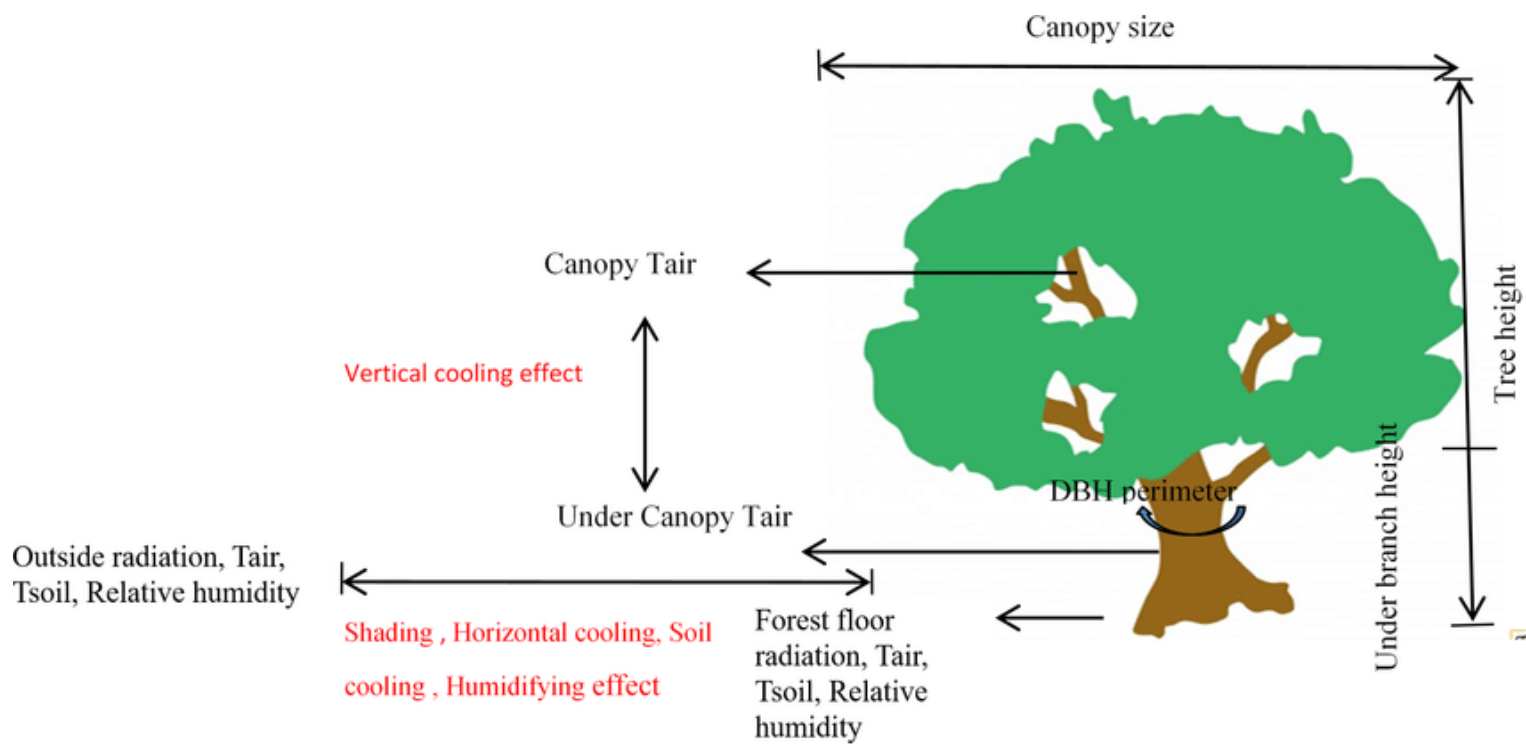 Canopy size
Canopy Tair
Tree height
Vertical cooling effect
Under branch height
DBH perimeter
Under Canopy Tair
Outside radiation, Tair,
Tsoil, Relative humidity
Shading , Horizontal cooling, Soil
cooling , Humidifying effect
Forest floor
radiation, Tair,
Tsoil, Relative
humidity